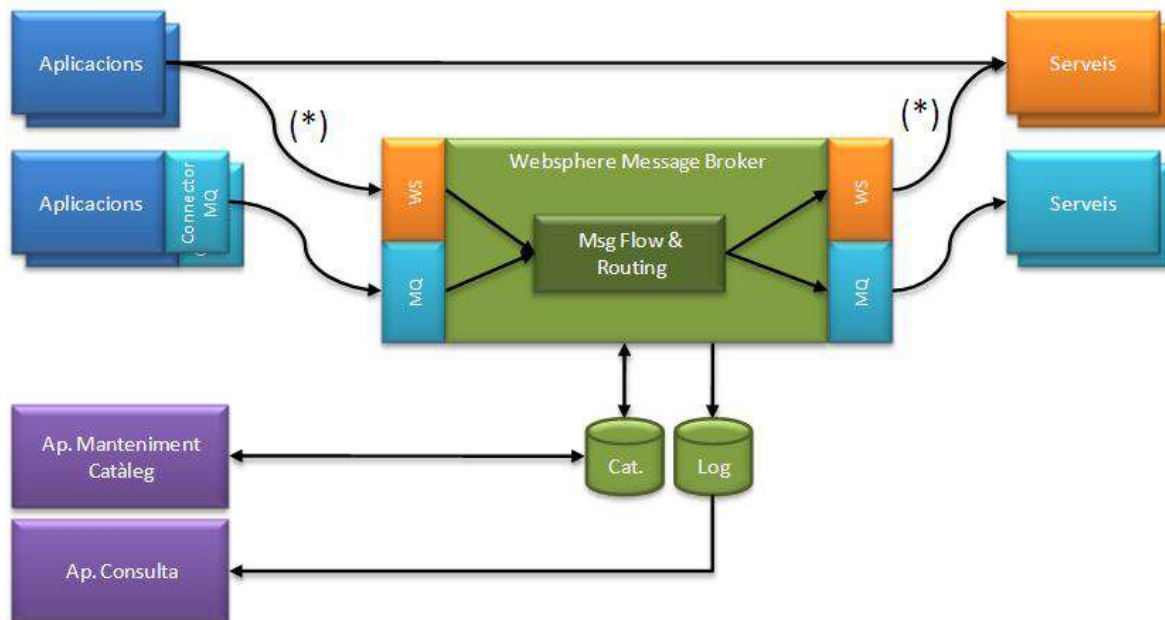 Aplicacions
Serveis
(*)
(*)
Websphere Message Broker
WS
WS
Aplicacions
Connector
MQ
Serveis
Msg Flow &
Routing
MQ
MQ
Ap. Manteniment
Catàleg
Cat.
Log
Ap. Consulta